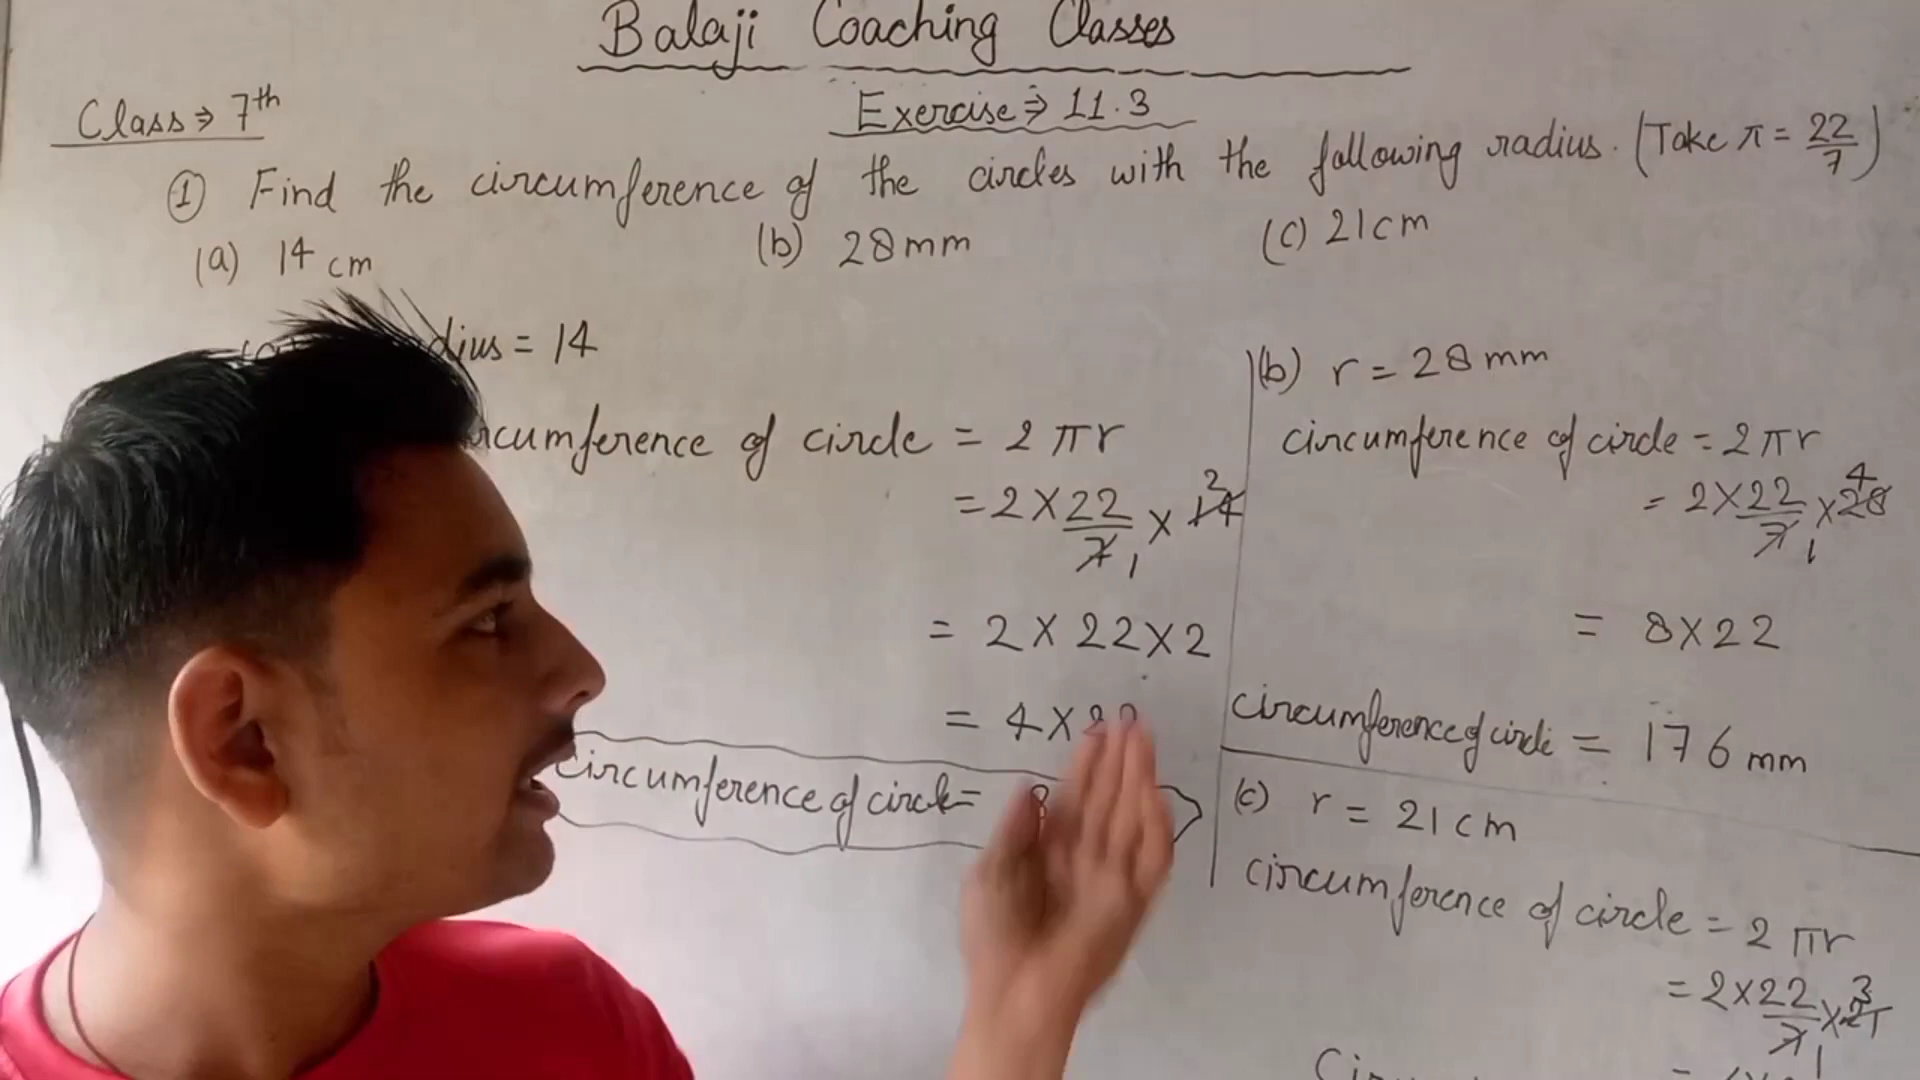 Balaji Coaching Classes
Class ⇒ 7th
Exercise ⇒ 11.3
① Find the circumference of the circles with the following radius. (Take π = 22/7)
(a) 14 cm (b) 28 mm (c) 21 cm
= 14
circumference of circle = 2 πr
= 2 × 22/7 1 × 14 2
= 2 × 22 × 2
= 4 ×
Circumference of circle =
(b) r = 28 mm
circumference of circle = 2πr
= 2 × 22/7 1 × 28 4
= 8 × 22
circumference of circle = 176 mm
(c) r = 21 cm
circumference of circle = 2 πr
= 2 × 22/7 1 × 21 3